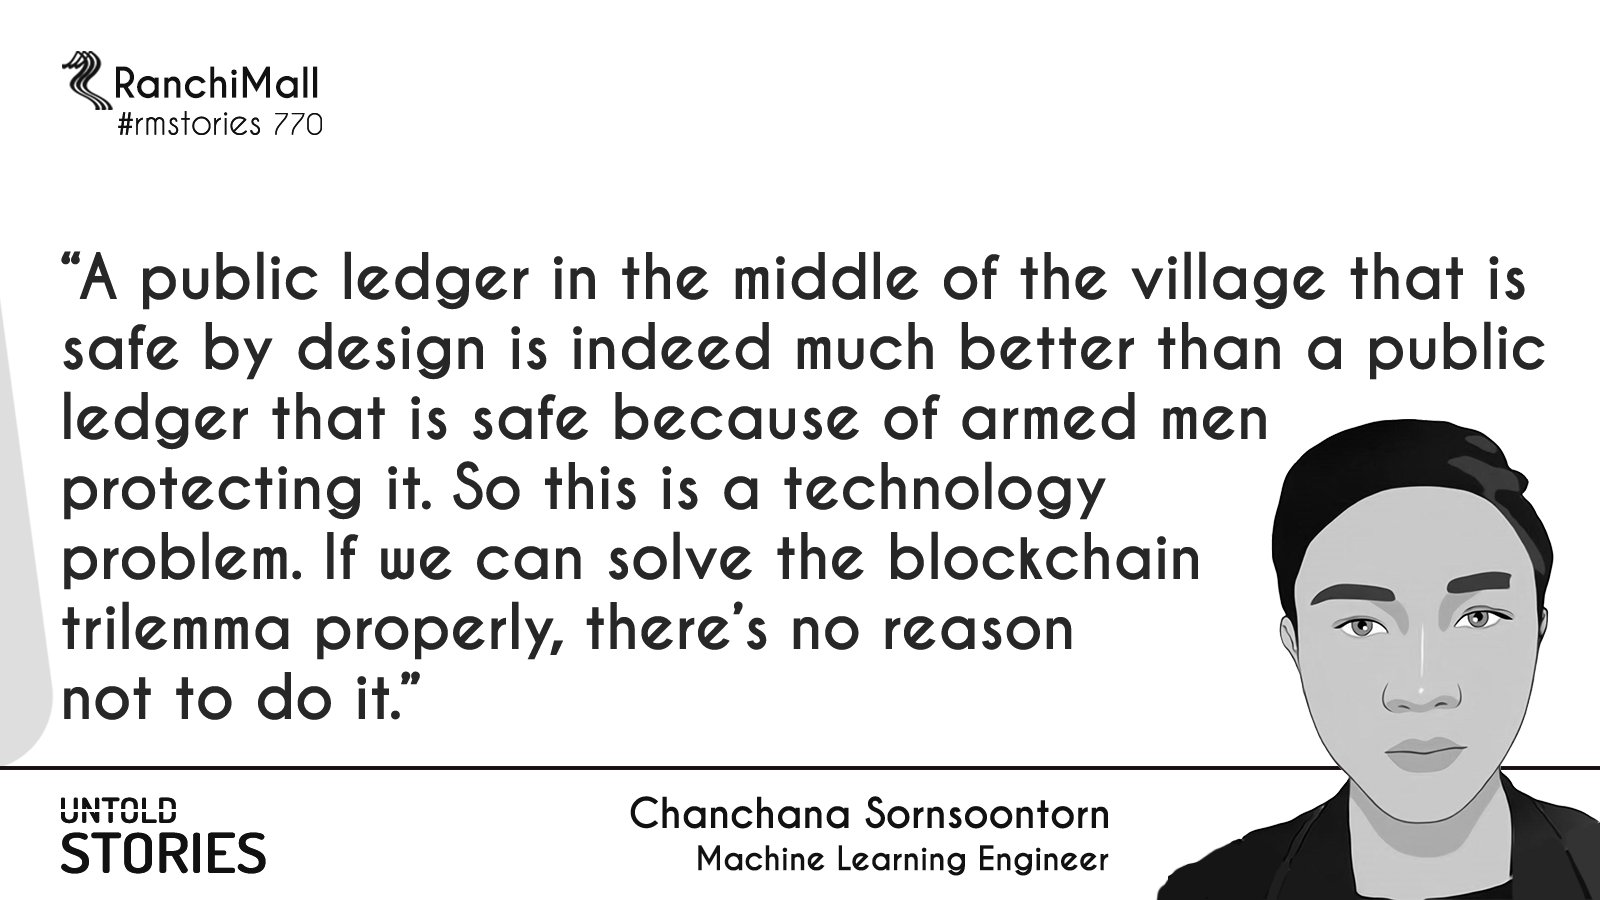 RanchiMall
#rmstories 770
“A public ledger in the middle of the village that is
safe by design is indeed much better than a public
ledger that is safe because of armed men
protecting it. So this is a technology
problem. If we can solve the blockchain
trilemma properly, there’s no reason
not to do it.”
UNTOLD
STORIES
Chanchana Sornsoontorn
Machine Learning Engineer